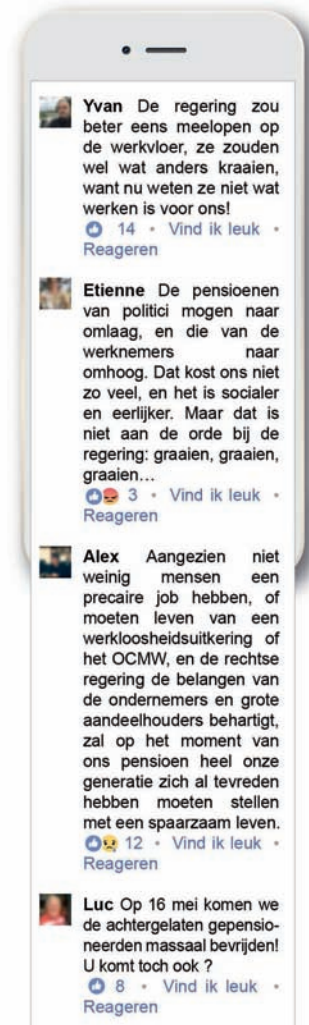 Yvan De regering zou
beter eens meelopen op
de werkvloer, ze zouden
wel wat anders kraaien,
want nu weten ze niet wat
werken is voor ons!
14 • Vind ik leuk •
Reageren
Etienne De pensioenen
van politici mogen naar
omlaag, en die van de
werknemers naar
omhoog. Dat kost ons niet
zo veel, en het is socialer
en eerlijker. Maar dat is
niet aan de orde bij de
regering: graaien, graaien,
graaien…
3 • Vind ik leuk •
Reageren
Alex Aangezien niet
weinig mensen een
precaire job hebben, of
moeten leven van een
werkloosheidsuitkering of
het OCMW, en de rechtse
regering de belangen van
de ondernemers en grote
aandeelhouders behartigt,
zal op het moment van
ons pensioen heel onze
generatie zich al tevreden
hebben moeten stellen
met een spaarzaam leven.
12 • Vind ik leuk •
Reageren
Luc Op 16 mei komen we
de achtergelaten gepensio-
neerden massaal bevrijden!
U komt toch ook ?
8 • Vind ik leuk •
Reageren